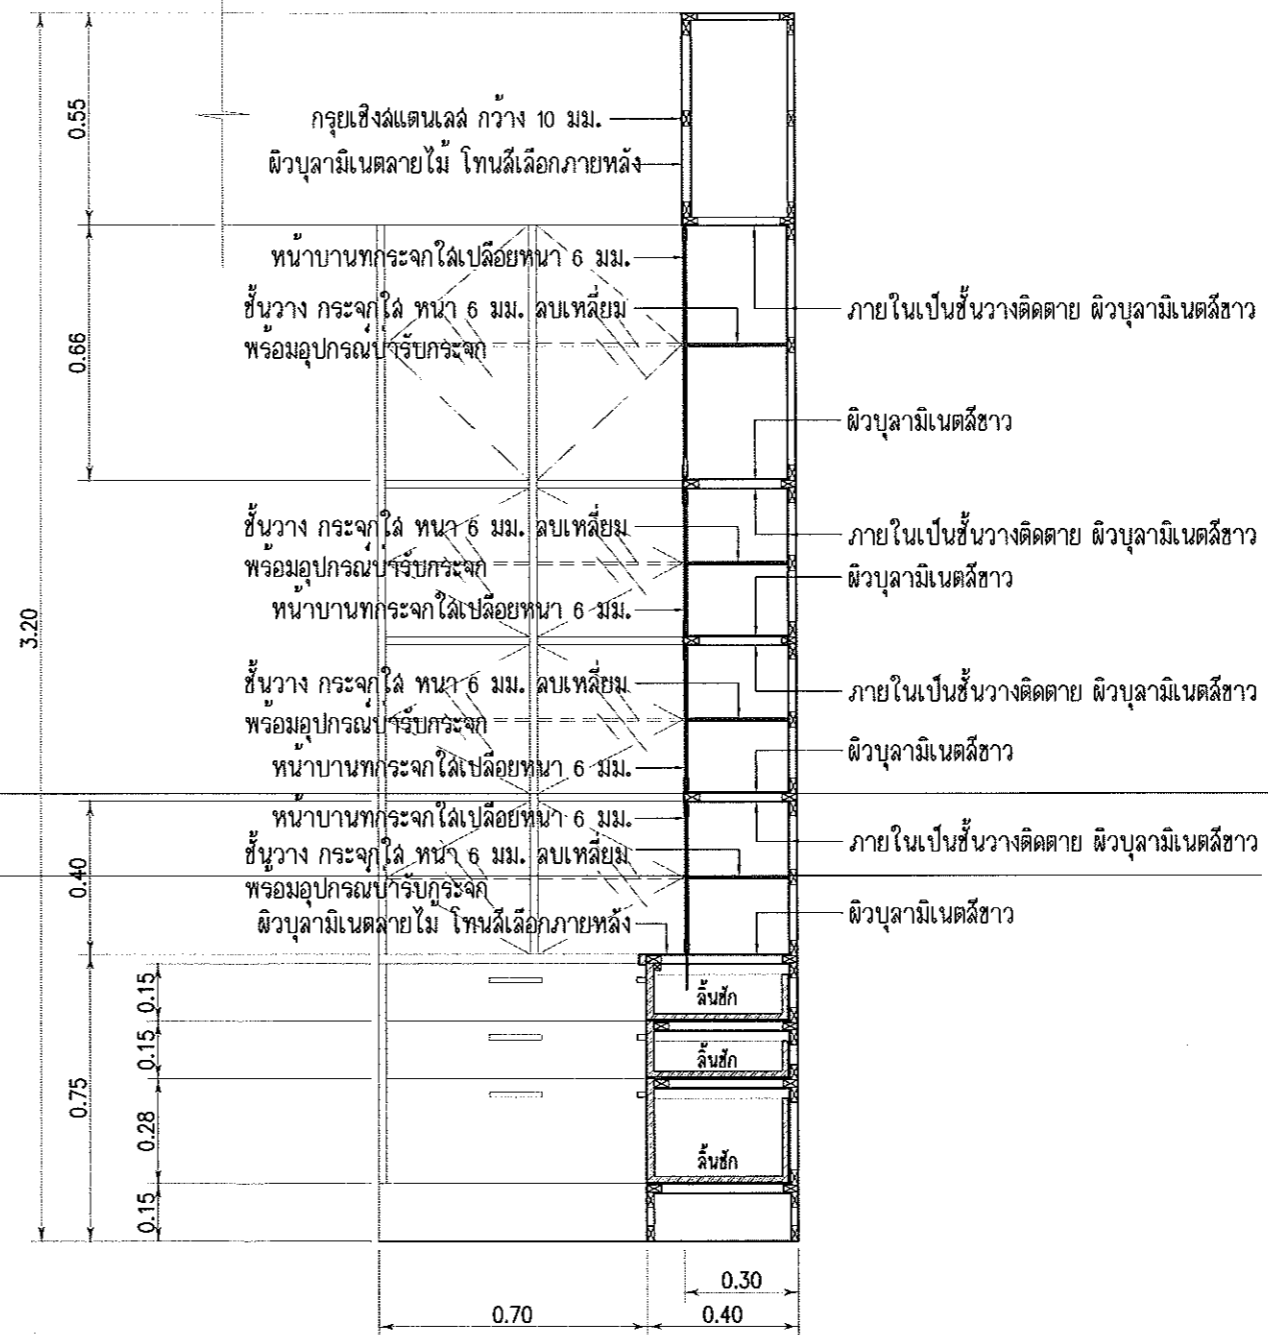 0.55
กรุยเชิงสแตนเลส กว้าง 10 มม.
ผิวบุลามิเนตลายไม้ โทนสีเลือกภายหลัง
หน้าบานทกระจกใสเปลือยหนา 6 มม.
ชั้นวาง กระจกใส หนา 6 มม. ลบเหลี่ยม
พร้อมอุปกรณ์บ่ารับกระจก
ภายในเป็นชั้นวางติดตาย ผิวบุลามิเนตสีขาว
0.66
ผิวบุลามิเนตสีขาว
ชั้นวาง กระจกใส หนา 6 มม. ลบเหลี่ยม
พร้อมอุปกรณ์บ่ารับกระจก
ภายในเป็นชั้นวางติดตาย ผิวบุลามิเนตสีขาว
ผิวบุลามิเนตสีขาว
หน้าบานทกระจกใสเปลือยหนา 6 มม.
3.20
ชั้นวาง กระจกใส หนา 6 มม. ลบเหลี่ยม
พร้อมอุปกรณ์บ่ารับกระจก
ภายในเป็นชั้นวางติดตาย ผิวบุลามิเนตสีขาว
ผิวบุลามิเนตสีขาว
หน้าบานทกระจกใสเปลือยหนา 6 มม.
หน้าบานทกระจกใสเปลือยหนา 6 มม.
ชั้นวาง กระจกใส หนา 6 มม. ลบเหลี่ยม
พร้อมอุปกรณ์บ่ารับกระจก
ภายในเป็นชั้นวางติดตาย ผิวบุลามิเนตสีขาว
0.40
ผิวบุลามิเนตลายไม้ โทนสีเลือกภายหลัง
ผิวบุลามิเนตสีขาว
0.15
ลิ้นชัก
0.15
ลิ้นชัก
0.75
0.28
ลิ้นชัก
0.15
0.30
0.70
0.40